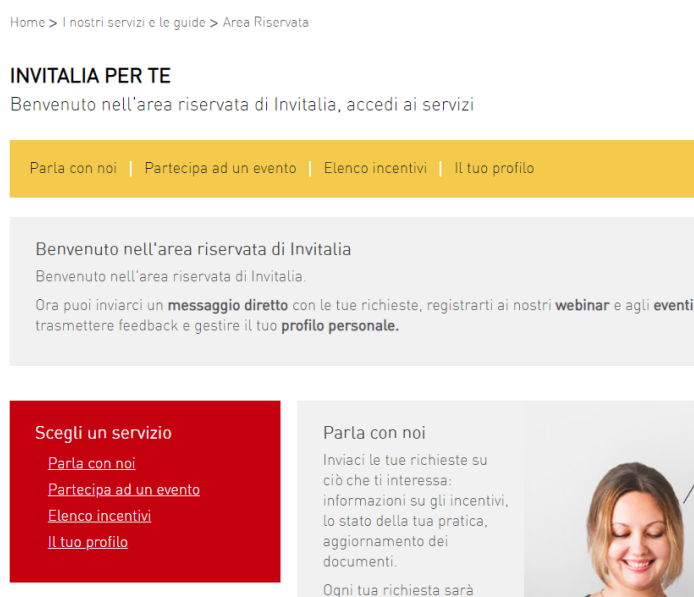 Home > I nostri servizi e le guide > Area Riservata
INVITALIA PER TE
Benvenuto nell'area riservata di Invitalia, accedi ai servizi
Parla con noi | Partecipa ad un evento | Elenco incentivi | Il tuo profilo
Benvenuto nell'area riservata di Invitalia
Benvenuto nell'area riservata di Invitalia.
Ora puoi inviarci un messaggio diretto con le tue richieste, registrarti ai nostri webinar e agli eventi
trasmettere feedback e gestire il tuo profilo personale.
Scegli un servizio
Parla con noi
Partecipa ad un evento
Elenco incentivi
Il tuo profilo
Parla con noi
Inviaci le tue richieste su
ciò che ti interessa:
informazioni su gli incentivi,
lo stato della tua pratica,
aggiornamento dei
documenti.
Ogni tua richiesta sarà